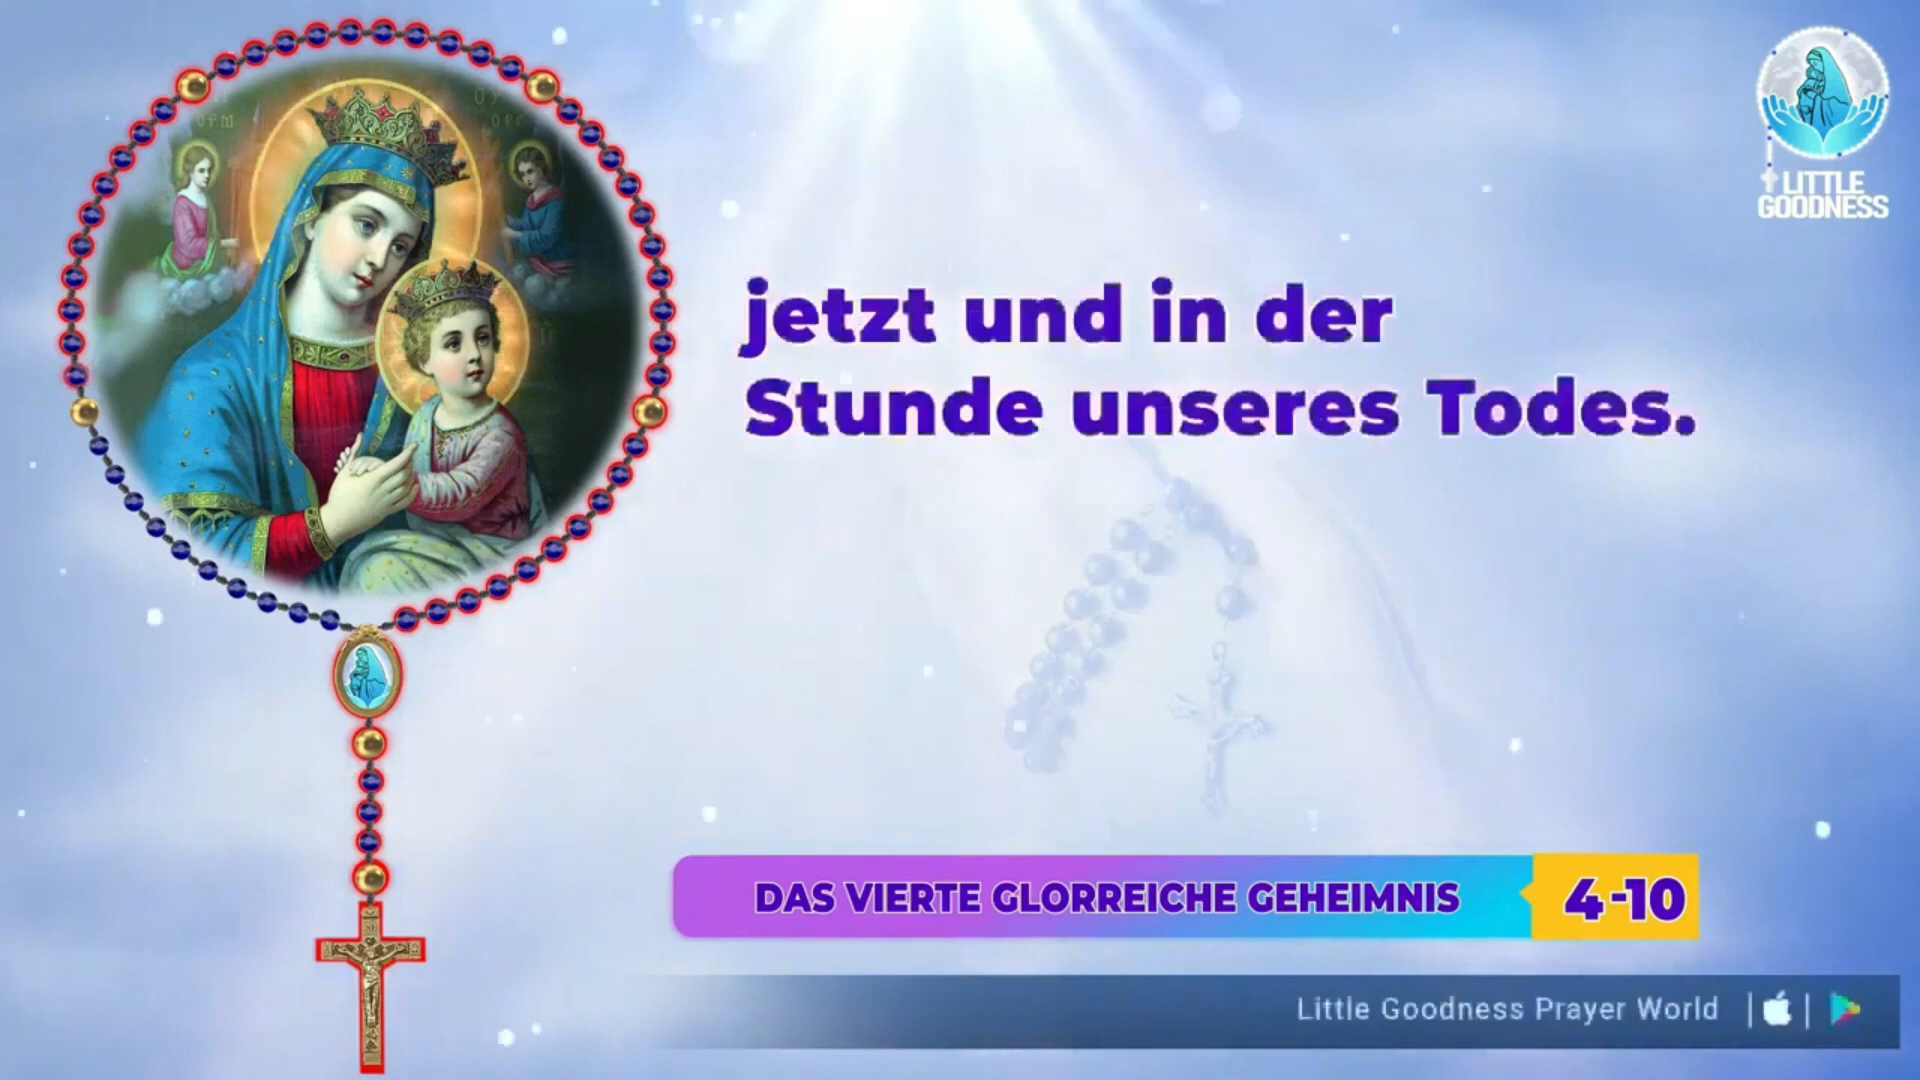 LITTLE
GOODNESS
jetzt und in der
Stunde unseres Todes.
DAS VIERTE GLORREICHE GEHEIMNIS
4-10
Little Goodness Prayer World